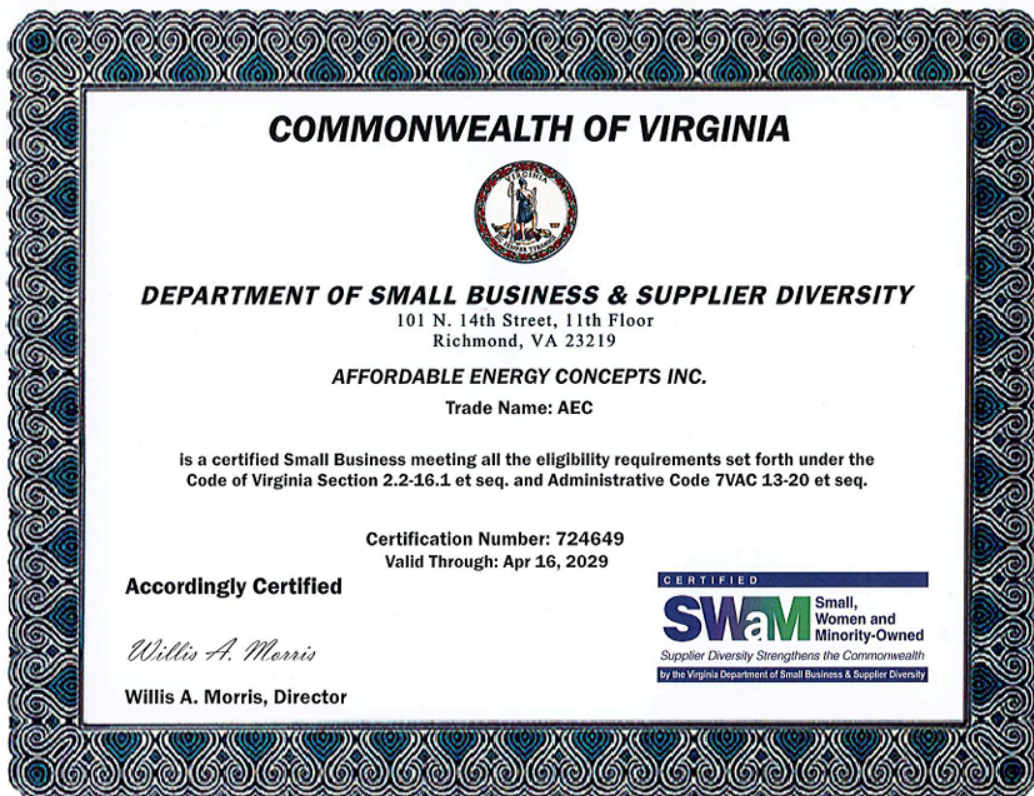 COMMONWEALTH OF VIRGINIA
VIRGINIA
SIC SEMPER TYRANNIS
DEPARTMENT OF SMALL BUSINESS & SUPPLIER DIVERSITY
101 N. 14th Street, 11th Floor
Richmond, VA 23219
AFFORDABLE ENERGY CONCEPTS INC.
Trade Name: AEC
is a certified Small Business meeting all the eligibility requirements set forth under the
Code of Virginia Section 2.2-16.1 et seq. and Administrative Code 7VAC 13-20 et seq.
Certification Number: 724649
Valid Through: Apr 16, 2029
Accordingly Certified
Willis A. Morris
Willis A. Morris, Director
CERTIFIED
SWaM Small,
Women and
Minority-Owned
Supplier Diversity Strengthens the Commonwealth
by the Virginia Department of Small Business & Supplier Diversity